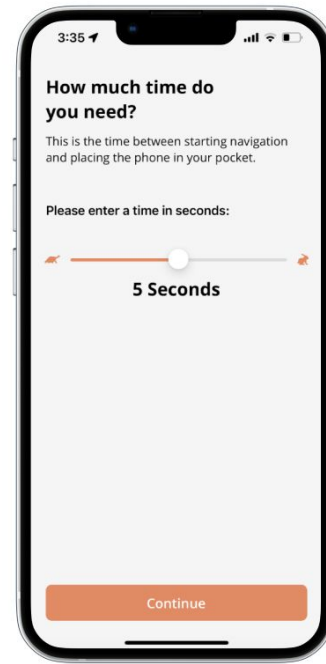 3:35
How much time do
you need?
This is the time between starting navigation
and placing the phone in your pocket.
Please enter a time in seconds:
5 Seconds
Continue